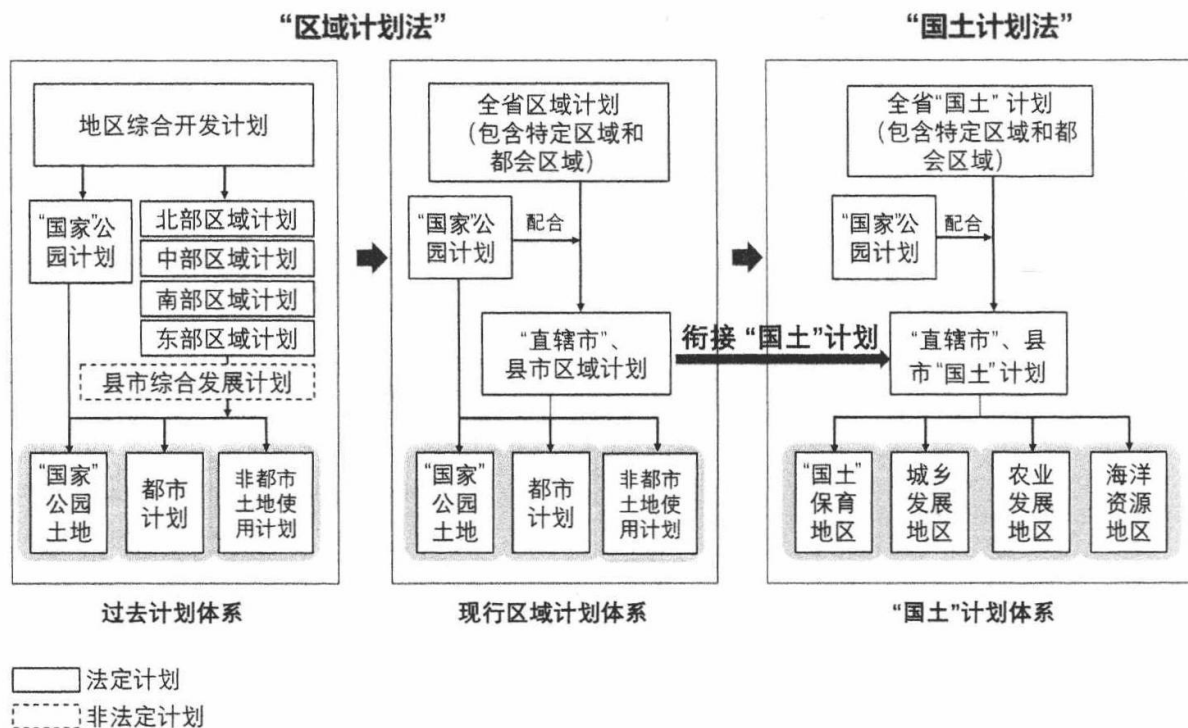 “区域计划法”
“国土计划法”
地区综合开发计划
“国家”公
园计划
北部区域计划
中部区域计划
南部区域计划
东部区域计划
县市综合发展计划
“国家”
公园
土地
都市
计划
非都市
土地使
用计划
过去计划体系
全省区域计划
(包含特定区域和
都会区域)
“国家”公
园计划
配合
“直辖市”、
县市区域计划
衔接“国土”计划
“国家”
公园
土地
都市
计划
非都市
土地使
用计划
现行区域计划体系
全省“国土”计划
(包含特定区域和都
会区域)
“国家”公
园计划
配合
“直辖市”、县
市“国土”计划
“国土”
保育
地区
城乡
发展
地区
农业
发展
地区
海洋
资源
地区
“国土”计划体系
法定计划
非法定计划